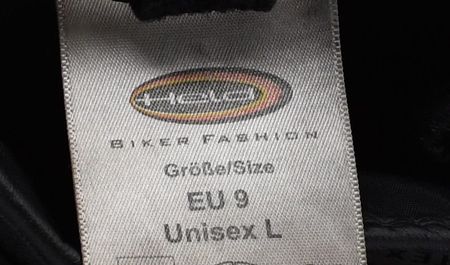 Held
BIKER FASHION
Größe/Size
EU 9
Unisex L